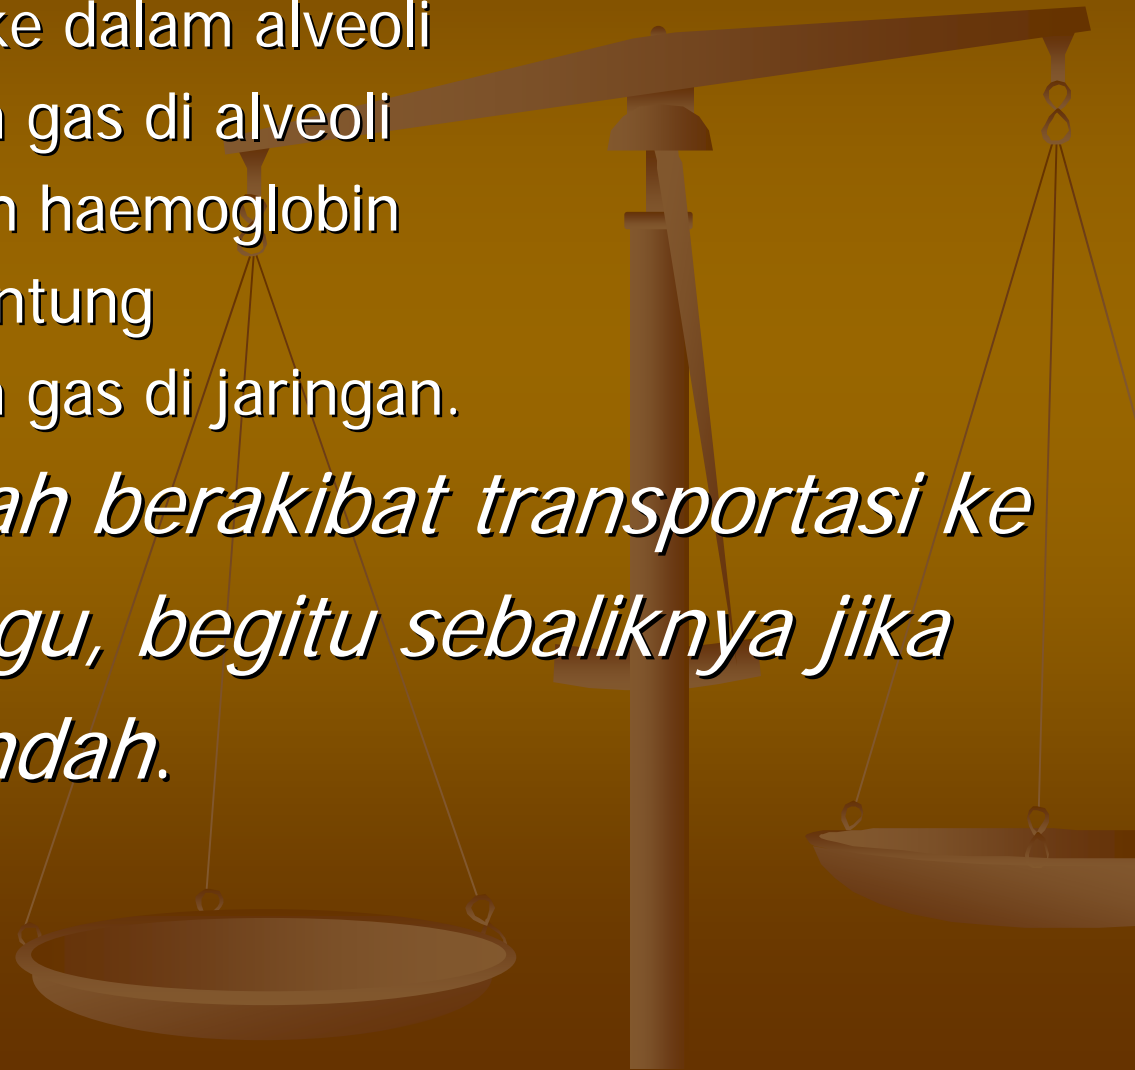 ke dalam alveoli
gas di alveoli
haemoglobin
ntung
gas di jaringan.
ah berakibat transportasi ke
gu, begitu sebaliknya jika
ndah.